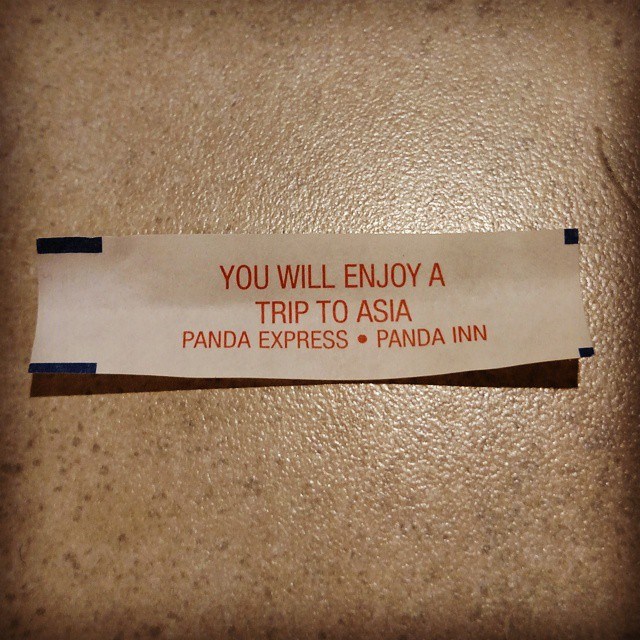 YOU WILL ENJOY A
TRIP TO ASIA
PANDA EXPRESS • PANDA INN